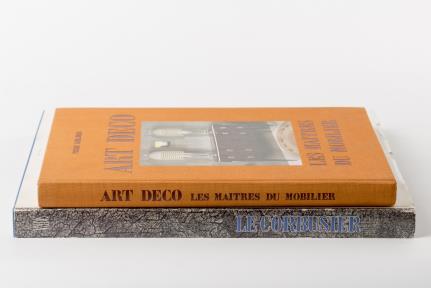 ART DECO
LES MAITRES
DU MOBILIER
ART DECO LES MAITRES DU MOBILIER
LE CORBUSIER